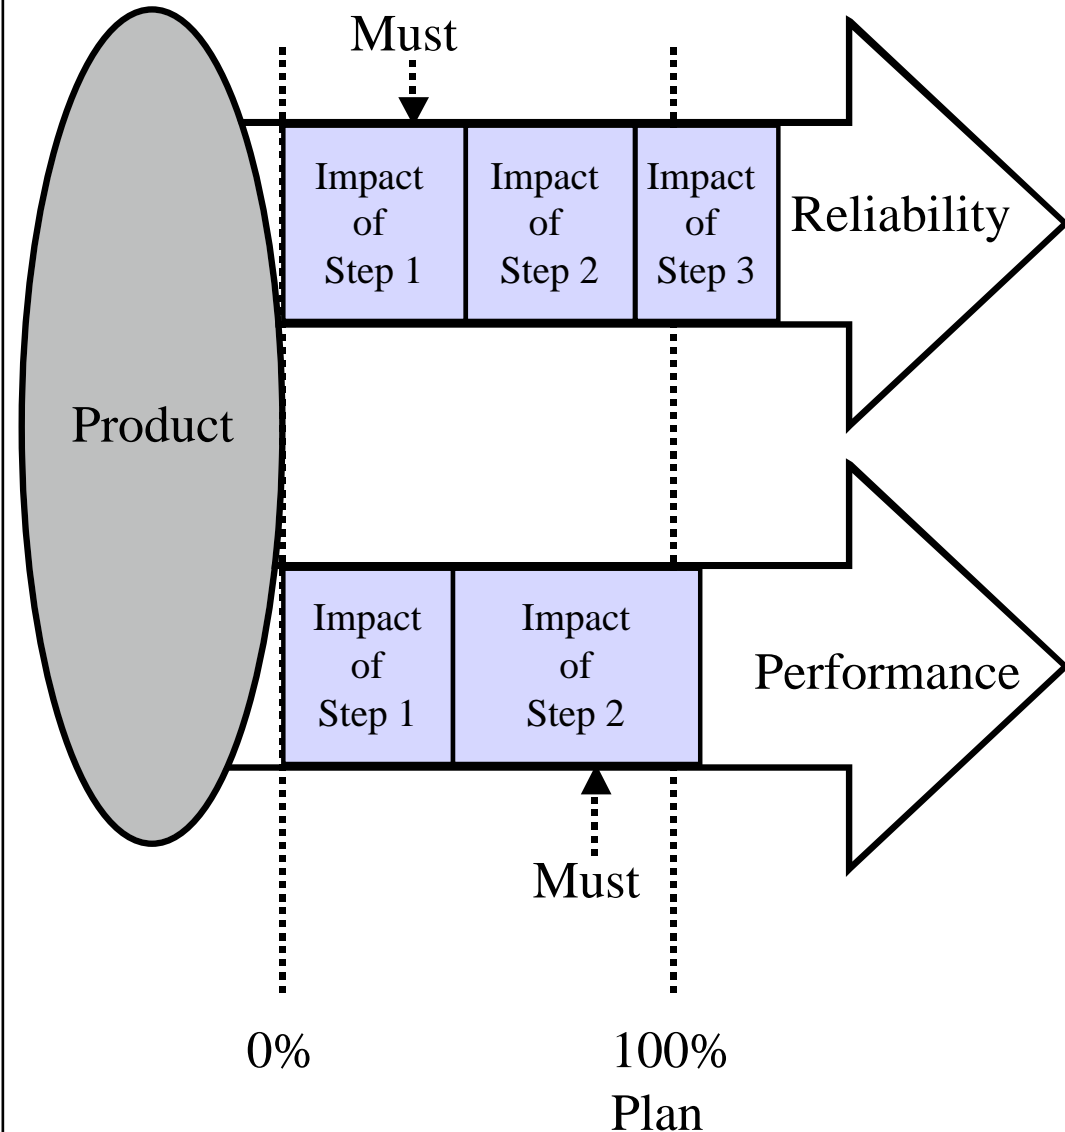 Must
Impact
of
Step 1
Impact
of
Step 2
Impact
of
Step 3
Reliability
Product
Impact
of
Step 1
Impact
of
Step 2
Performance
Must
0%
100%
Plan